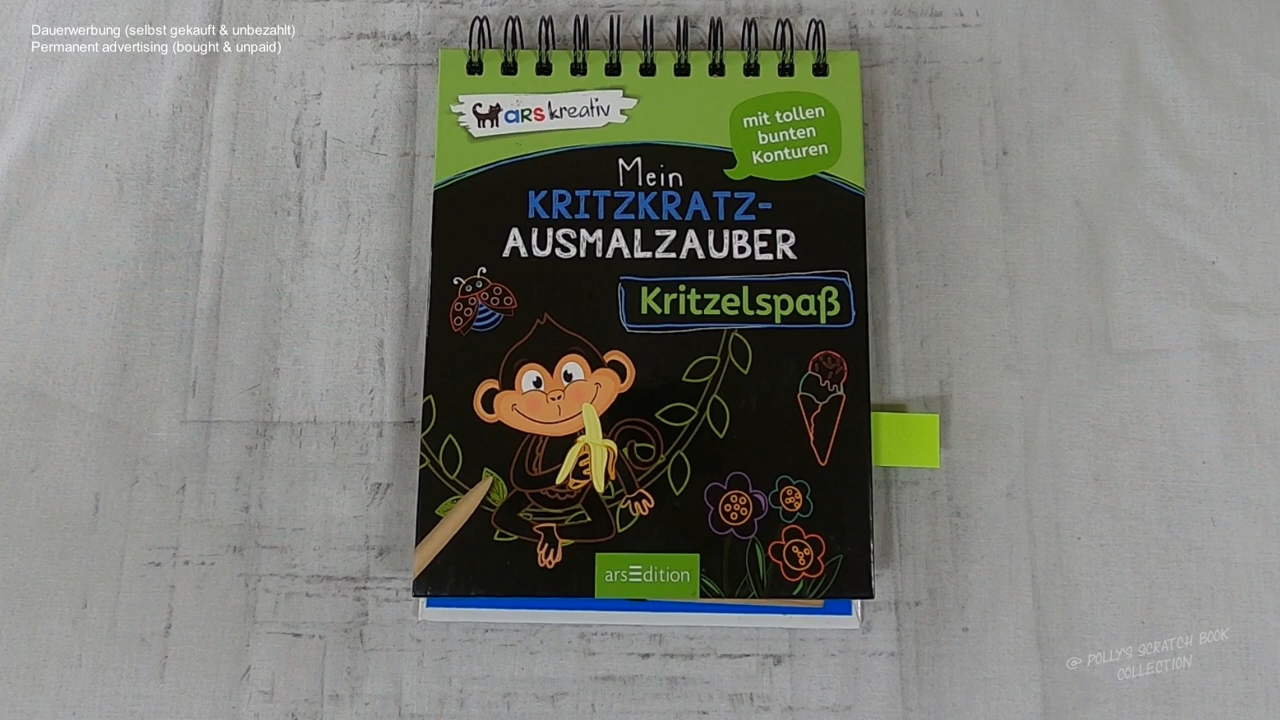 Dauerwerbung (selbst gekauft & unbezahlt)
Permanent advertising (bought & unpaid)
ars kreativ
mit tollen
bunten
Konturen
Mein
KRITZKRATZ-
AUSMALZAUBER
Kritzelspaß
arsEdition
@ POLLY'S SCRATCH BOOK
COLLECTION